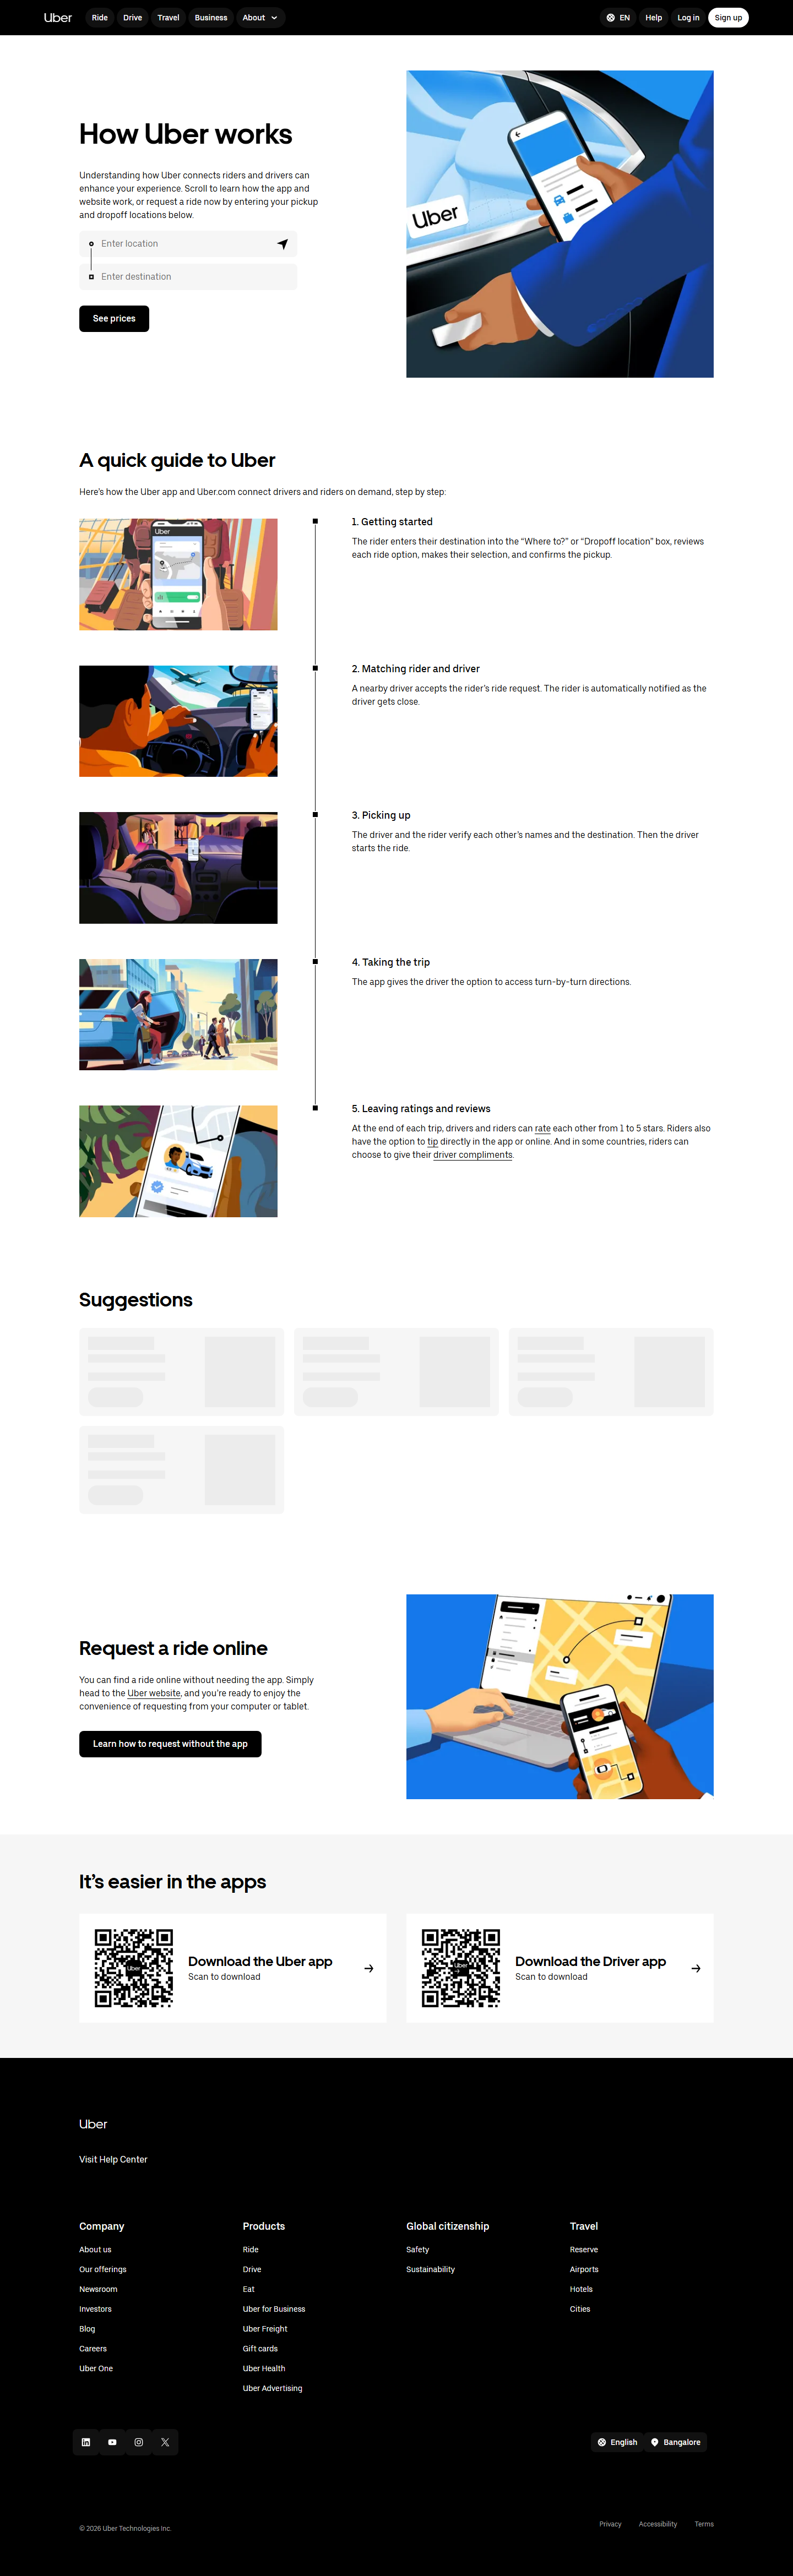 Uber
Ride
Drive
Travel
Business
About
EN
Help
Log in
Sign up
How Uber works
Understanding how Uber connects riders and drivers can
enhance your experience. Scroll to learn how the app and
website work, or request a ride now by entering your pickup
and dropoff locations below.
Enter location
Enter destination
See prices
Uber
A quick guide to Uber
Here's how the Uber app and Uber.com connect drivers and riders on demand, step by step:
Uber
1. Getting started
The rider enters their destination into the “Where to?” or “Dropoff location” box, reviews
each ride option, makes their selection, and confirms the pickup.
2. Matching rider and driver
A nearby driver accepts the rider's ride request. The rider is automatically notified as the
driver gets close.
3. Picking up
The driver and the rider verify each other's names and the destination. Then the driver
starts the ride.
4. Taking the trip
The app gives the driver the option to access turn-by-turn directions.
5. Leaving ratings and reviews
At the end of each trip, drivers and riders can rate each other from 1 to 5 stars. Riders also
have the option to tip directly in the app or online. And in some countries, riders can
choose to give their driver compliments.
Suggestions
Request a ride online
You can find a ride online without needing the app. Simply
head to the Uber website, and you're ready to enjoy the
convenience of requesting from your computer or tablet.
Learn how to request without the app
It's easier in the apps
Uber
Download the Uber app
Scan to download
Uber
Download the Driver app
Scan to download
Uber
Visit Help Center
Company
About us
Our offerings
Newsroom
Investors
Blog
Careers
Uber One
Products
Ride
Drive
Eat
Uber for Business
Uber Freight
Gift cards
Uber Health
Uber Advertising
Global citizenship
Safety
Sustainability
Travel
Reserve
Airports
Hotels
Cities
English
Bangalore
© 2026 Uber Technologies Inc.
Privacy
Accessibility
Terms